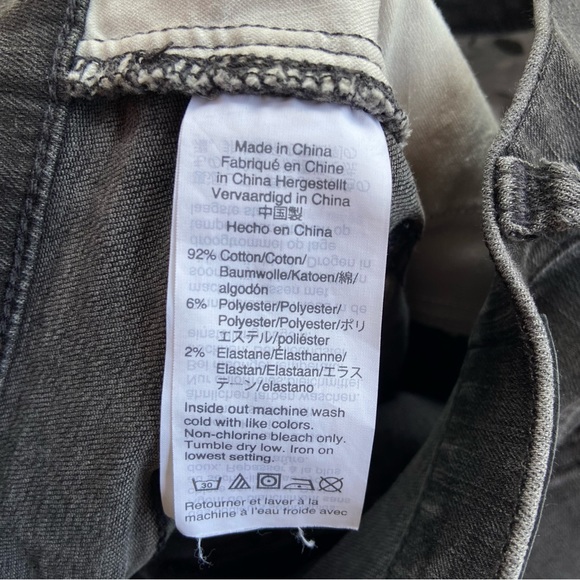 Made in China
Fabriqué en Chine
in China Hergestellt
Vervaardigd in China
中国製
Hecho en China
92% Cotton/Coton/
Baumwolle/Katoen/綿/
algodón
6% Polyester/Polyester/
Polyester/Polyester/ポリ
エステル/poliéster
2% Elastane/Élasthanne/
Elastan/Elastaan/エラス
テーン/elastano
Inside out machine wash
cold with like colors.
Non-chlorine bleach only.
Tumble dry low. Iron on
lowest setting.
30
Retourner et laver à la
machine à l'eau froide avec